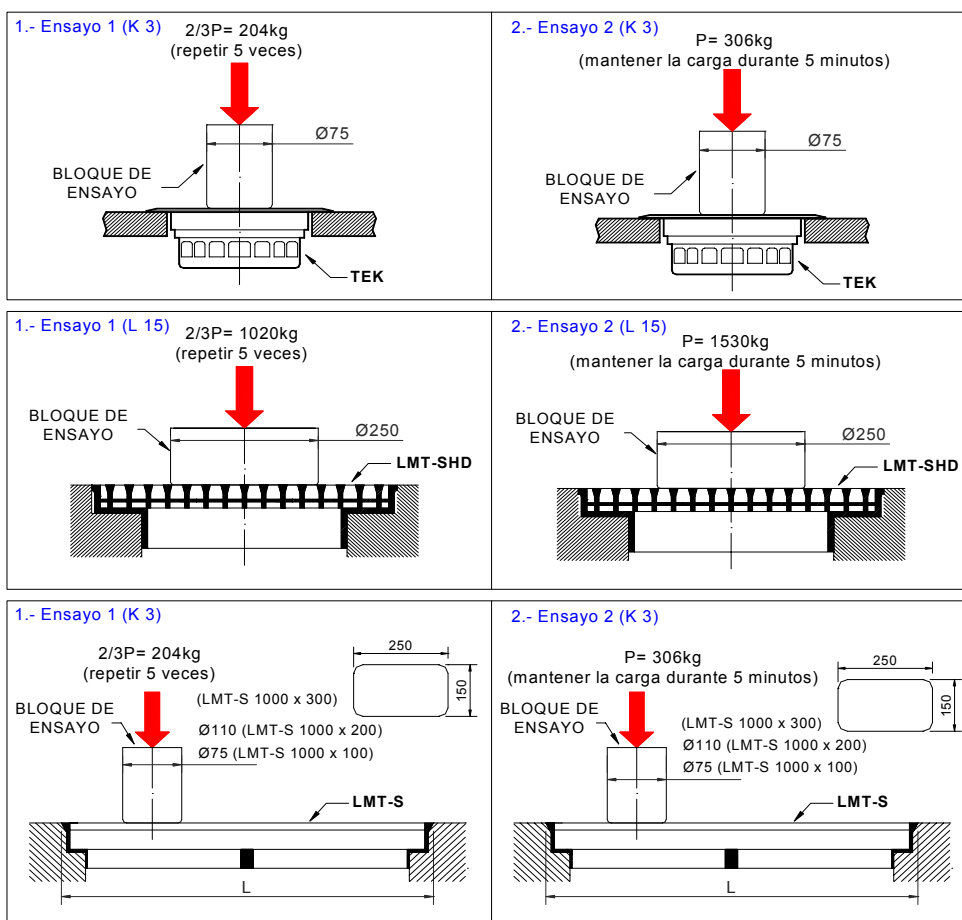 1.- Ensayo 1 (K 3)
2/3P= 204kg
(repetir 5 veces)
Ø75
BLOQUE DE
ENSAYO
TEK
2.- Ensayo 2 (K 3)
P= 306kg
(mantener la carga durante 5 minutos)
Ø75
BLOQUE DE
ENSAYO
TEK
1.- Ensayo 1 (L 15)
2/3P= 1020kg
(repetir 5 veces)
BLOQUE DE
ENSAYO
Ø250
LMT-SHD
2.- Ensayo 2 (L 15)
P= 1530kg
(mantener la carga durante 5 minutos)
BLOQUE DE
ENSAYO
Ø250
LMT-SHD
1.- Ensayo 1 (K 3)
2/3P= 204kg
(repetir 5 veces)
250
150
(LMT-S 1000 x 300)
BLOQUE DE
ENSAYO
Ø110 (LMT-S 1000 x 200)
Ø75 (LMT-S 1000 x 100)
LMT-S
L
2.- Ensayo 2 (K 3)
P= 306kg
(mantener la carga durante 5 minutos)
250
150
BLOQUE DE
ENSAYO
(LMT-S 1000 x 300)
Ø110 (LMT-S 1000 x 200)
Ø75 (LMT-S 1000 x 100)
LMT-S
L